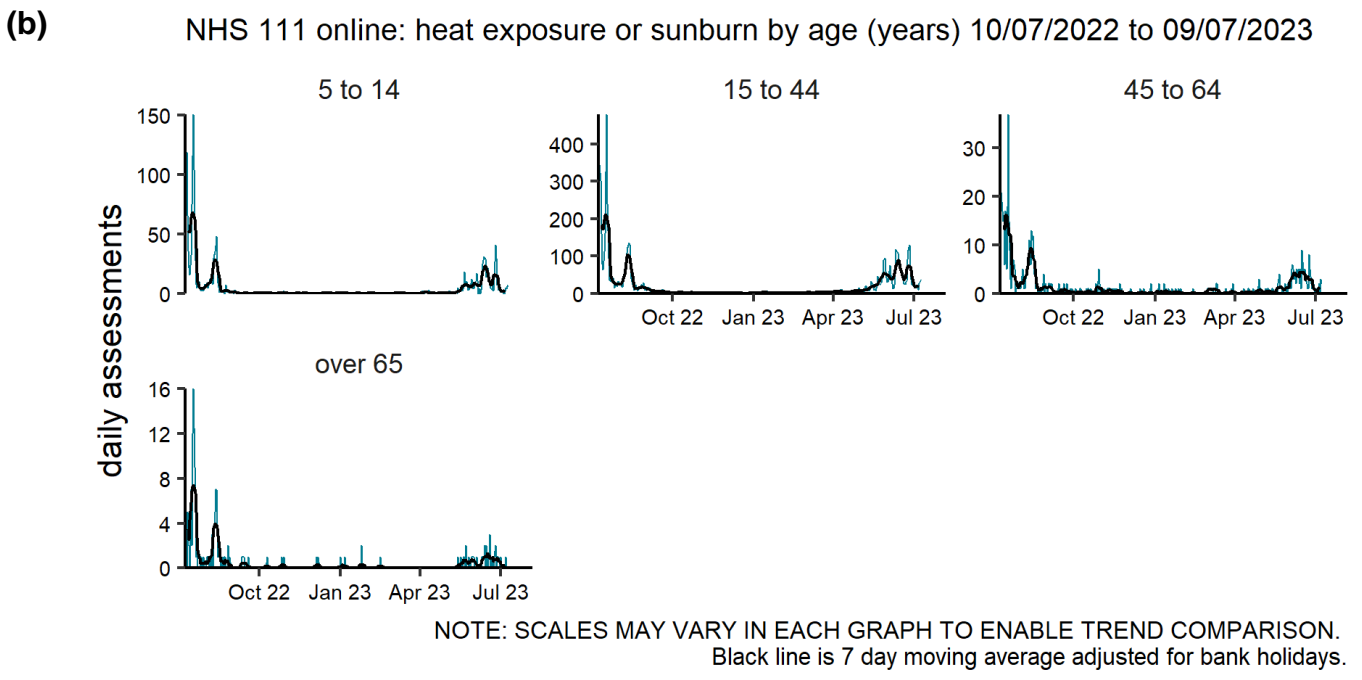 (b)
NHS 111 online: heat exposure or sunburn by age (years) 10/07/2022 to 09/07/2023
daily assessments
5 to 14
150
100
50
0
15 to 44
400
300
200
100
0
Oct 22 Jan 23 Apr 23 Jul 23
45 to 64
30
20
10
0
Oct 22 Jan 23 Apr 23 Jul 23
over 65
16
12
8
4
0
Oct 22 Jan 23 Apr 23 Jul 23
NOTE: SCALES MAY VARY IN EACH GRAPH TO ENABLE TREND COMPARISON.
Black line is 7 day moving average adjusted for bank holidays.